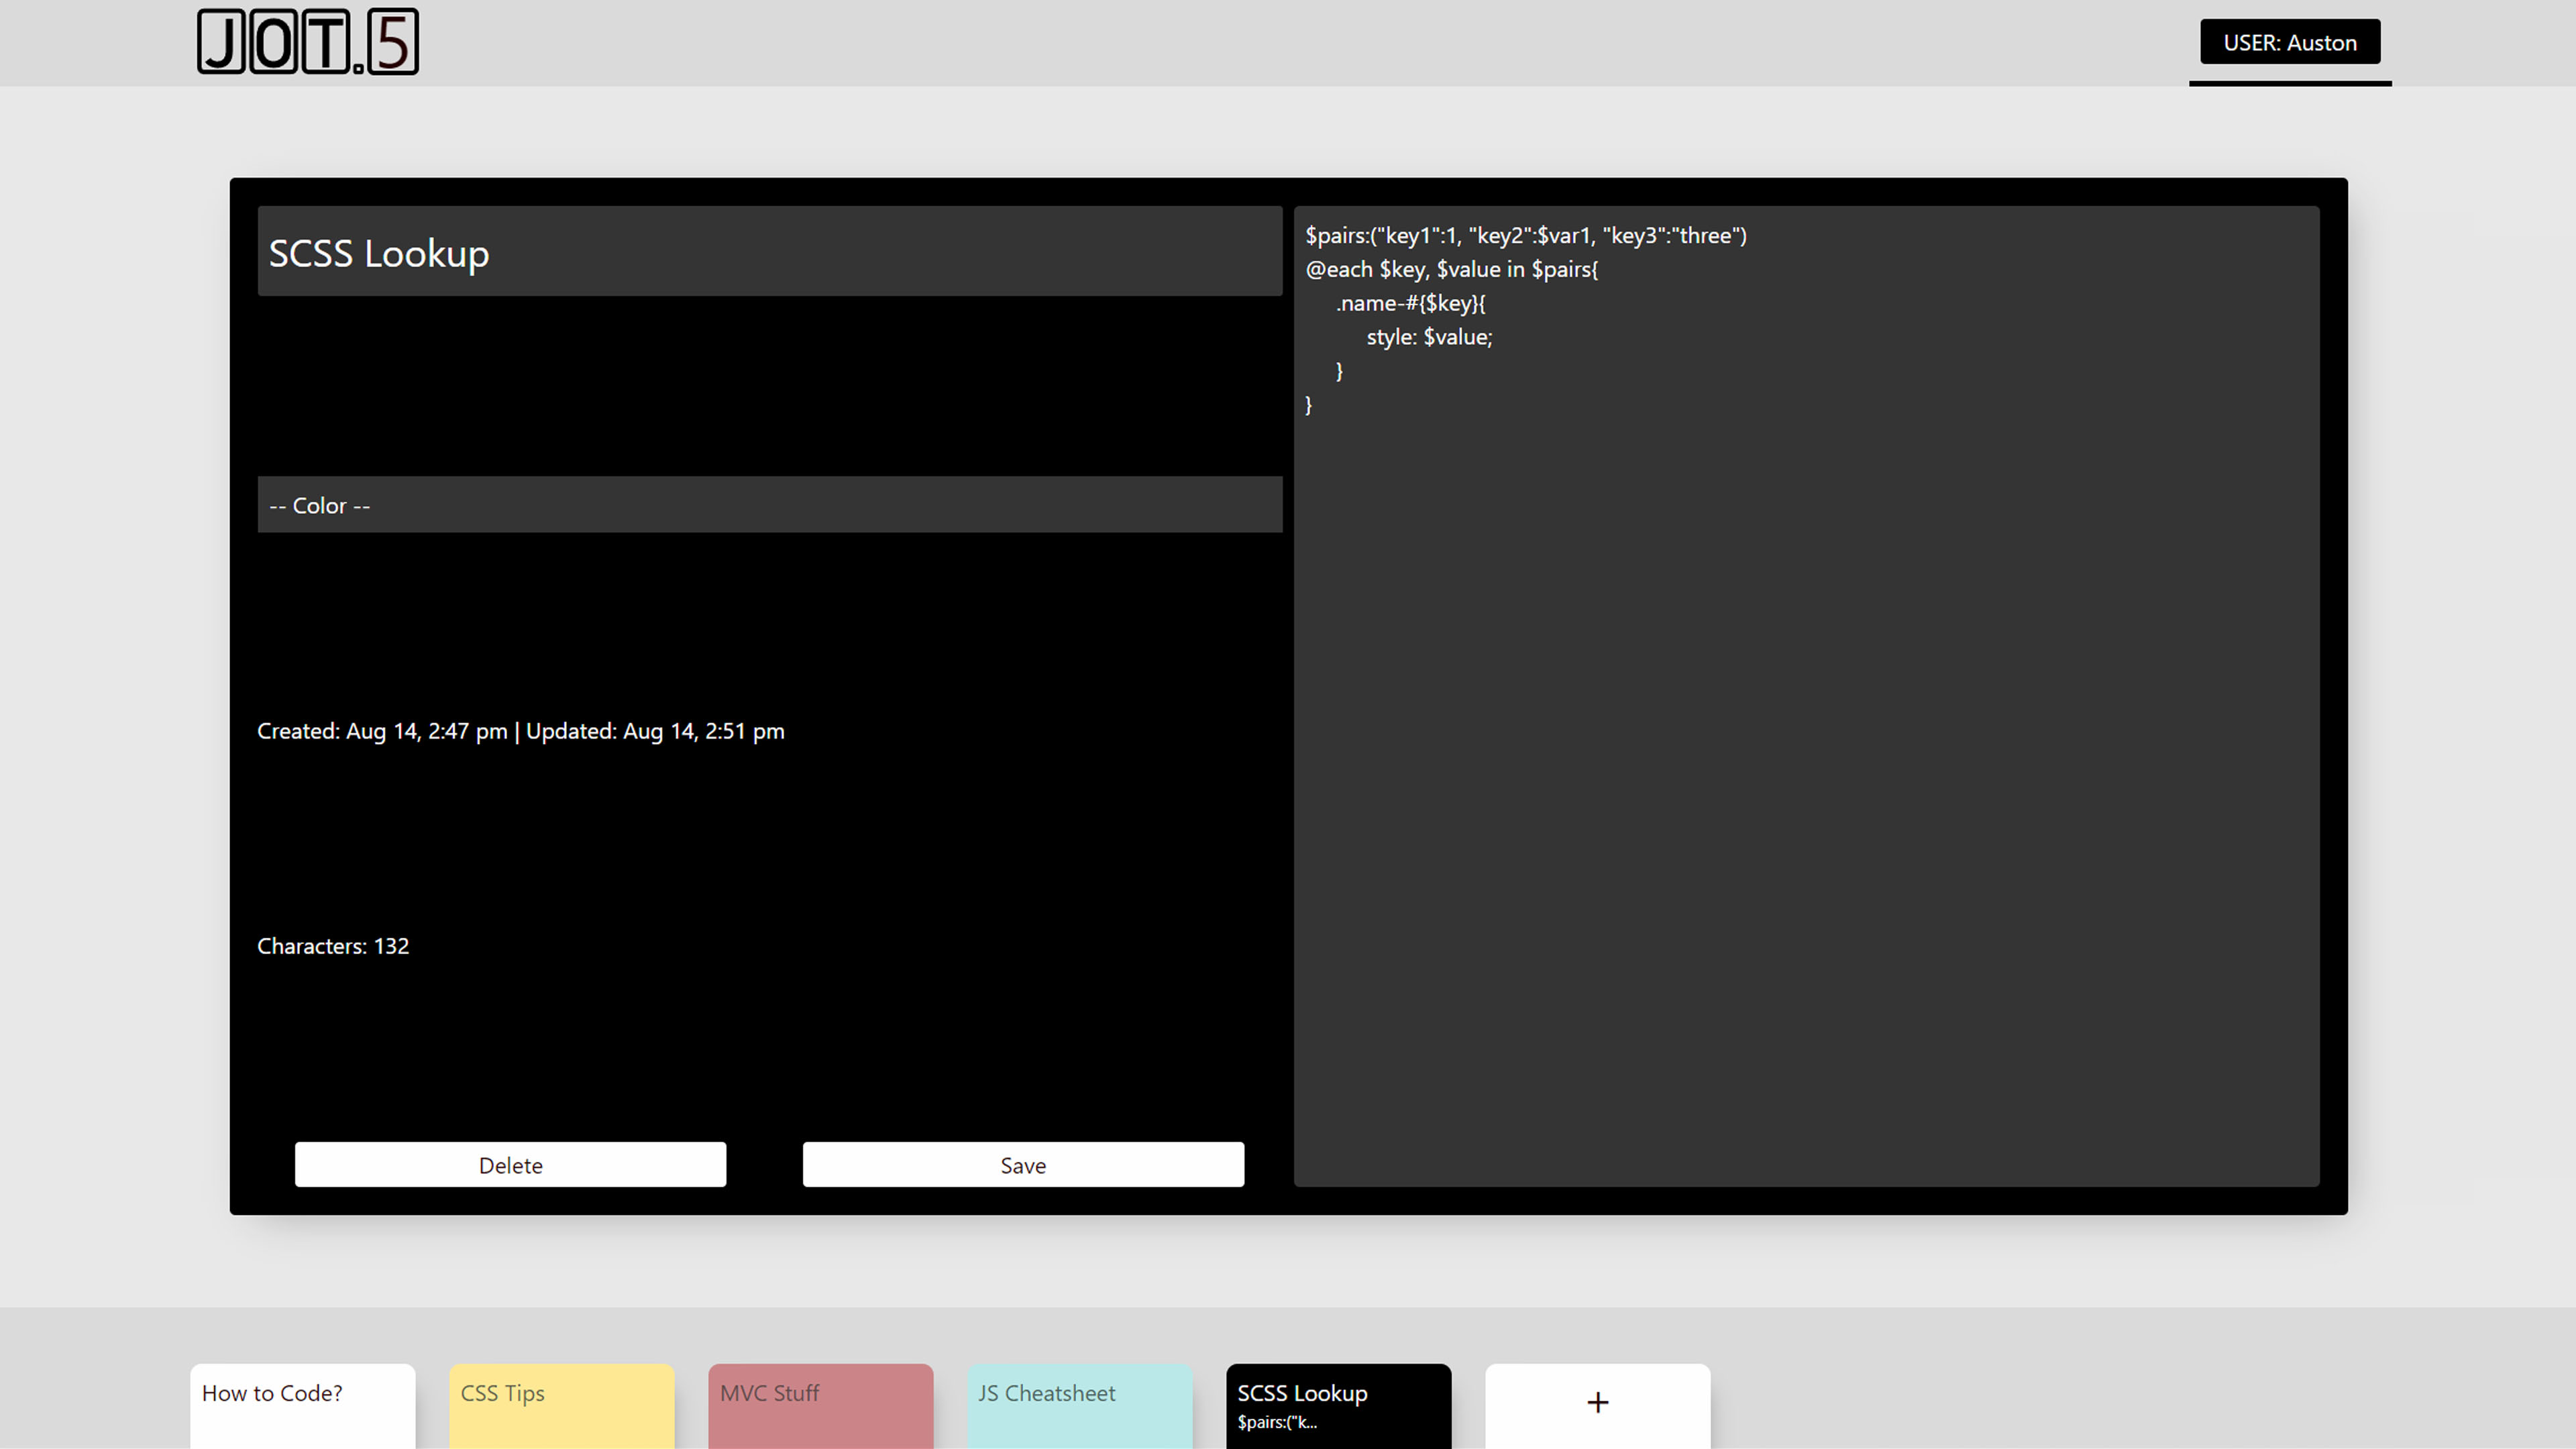 JOT.5
USER: Auston
SCSS Lookup
-- Color --
Created: Aug 14, 2:47 pm | Updated: Aug 14, 2:51 pm
Characters: 132
Delete
Save
$pairs:("key1":1, "key2":$var1, "key3":"three")
@each $key, $value in $pairs{
.name-#{$key}{
style: $value;
}
}
How to Code?
CSS Tips
MVC Stuff
JS Cheatsheet
SCSS Lookup
$pairs:("k...
+